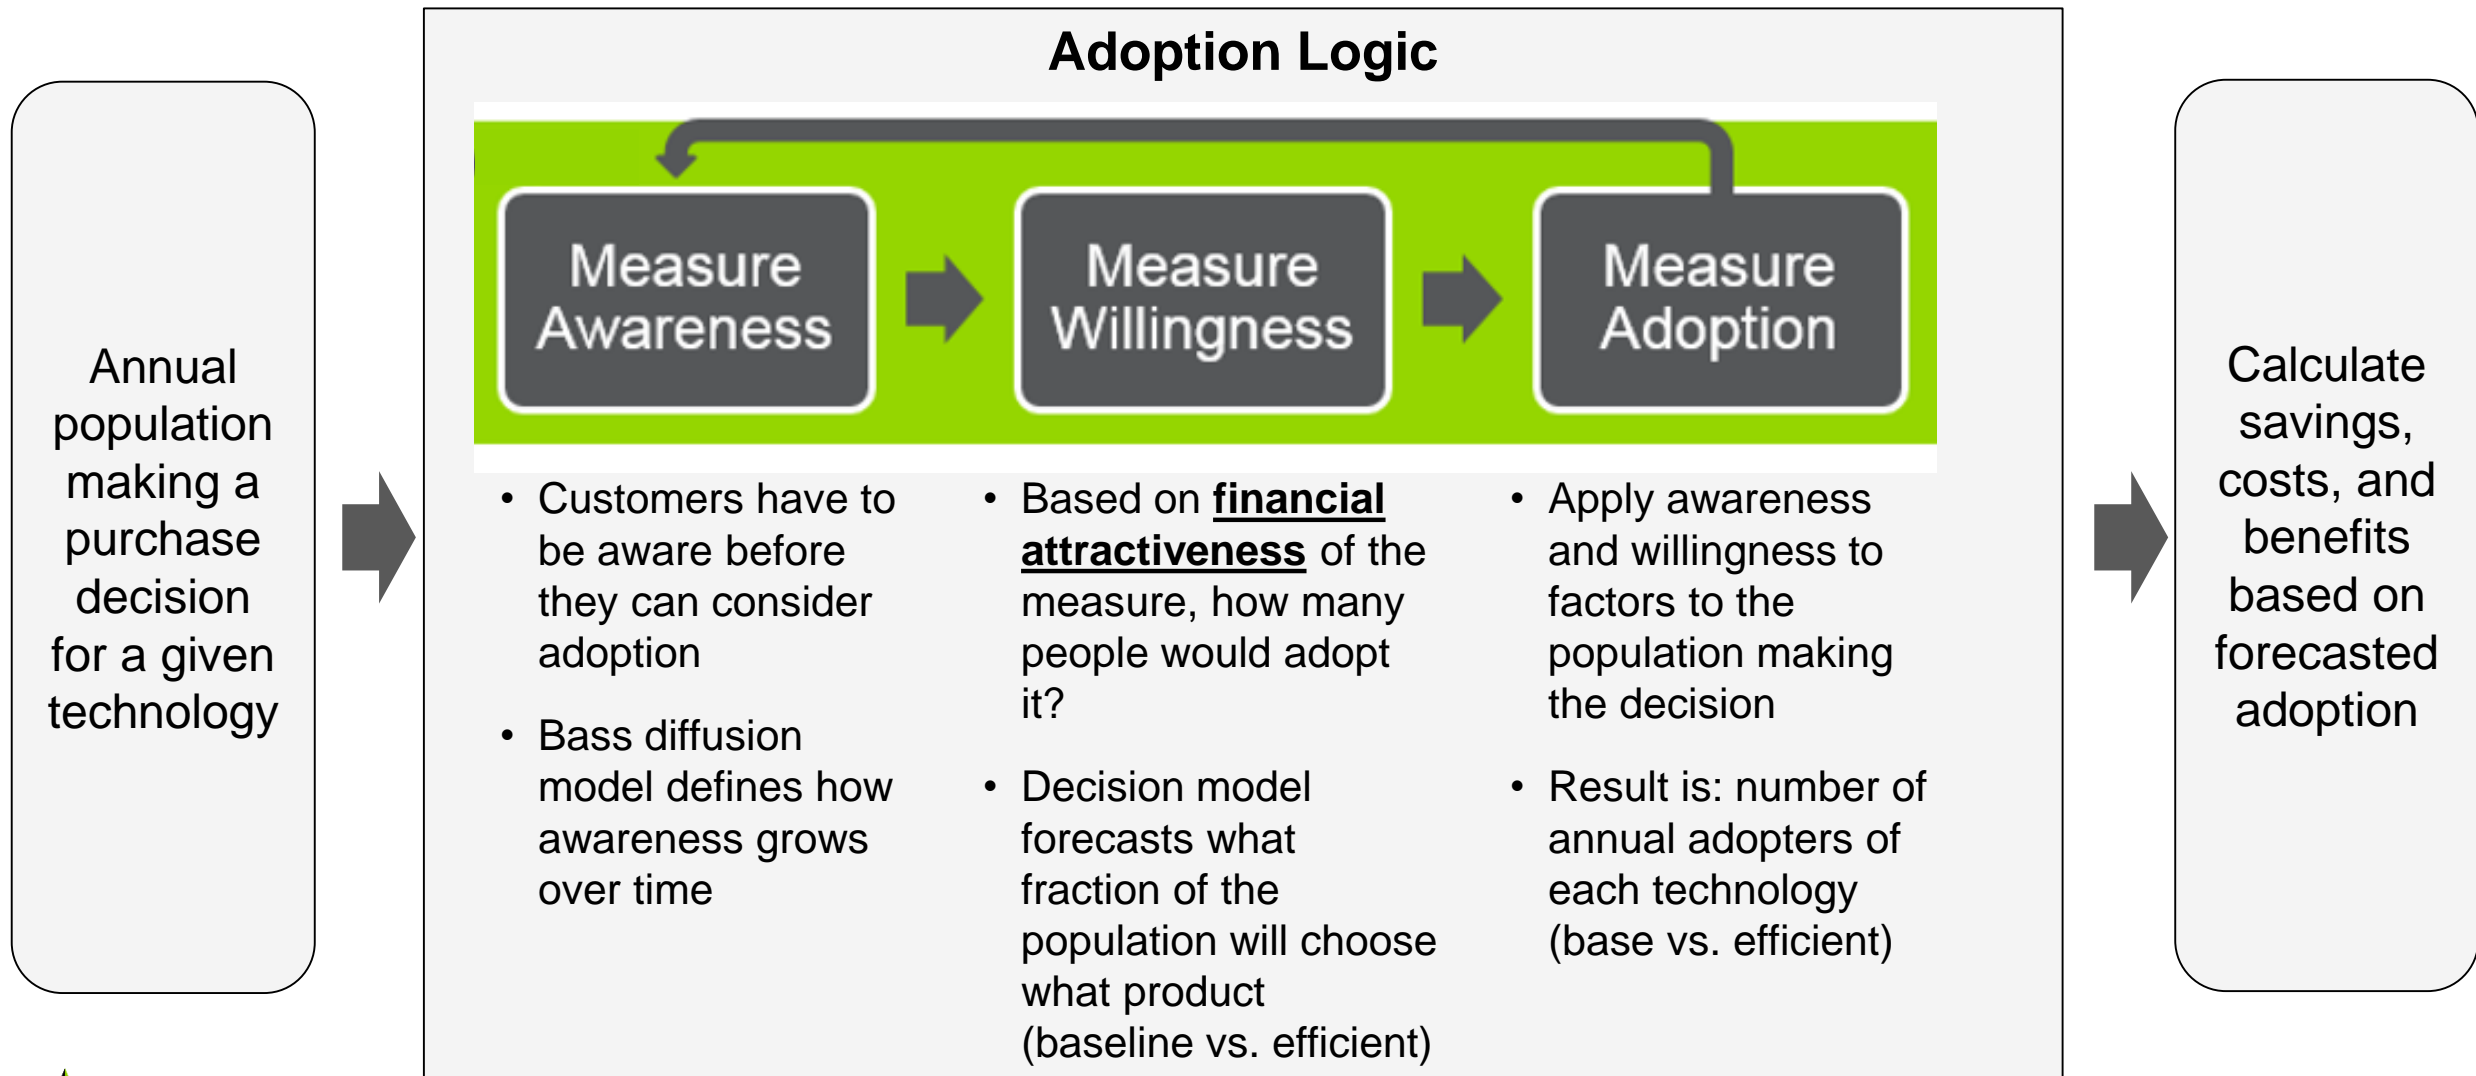 Adoption Logic
Annual
population
making a
purchase
decision
for a given
technology
Measure
Awareness
Measure
Willingness
Measure
Adoption
• Customers have to
be aware before
they can consider
adoption
• Bass diffusion
model defines how
awareness grows
over time
• Based on financial
attractiveness of the
measure, how many
people would adopt
it?
• Decision model
forecasts what
fraction of the
population will choose
what product
(baseline vs. efficient)
• Apply awareness
and willingness to
factors to the
population making
the decision
• Result is: number of
annual adopters of
each technology
(base vs. efficient)
Calculate
savings,
costs, and
benefits
based on
forecasted
adoption